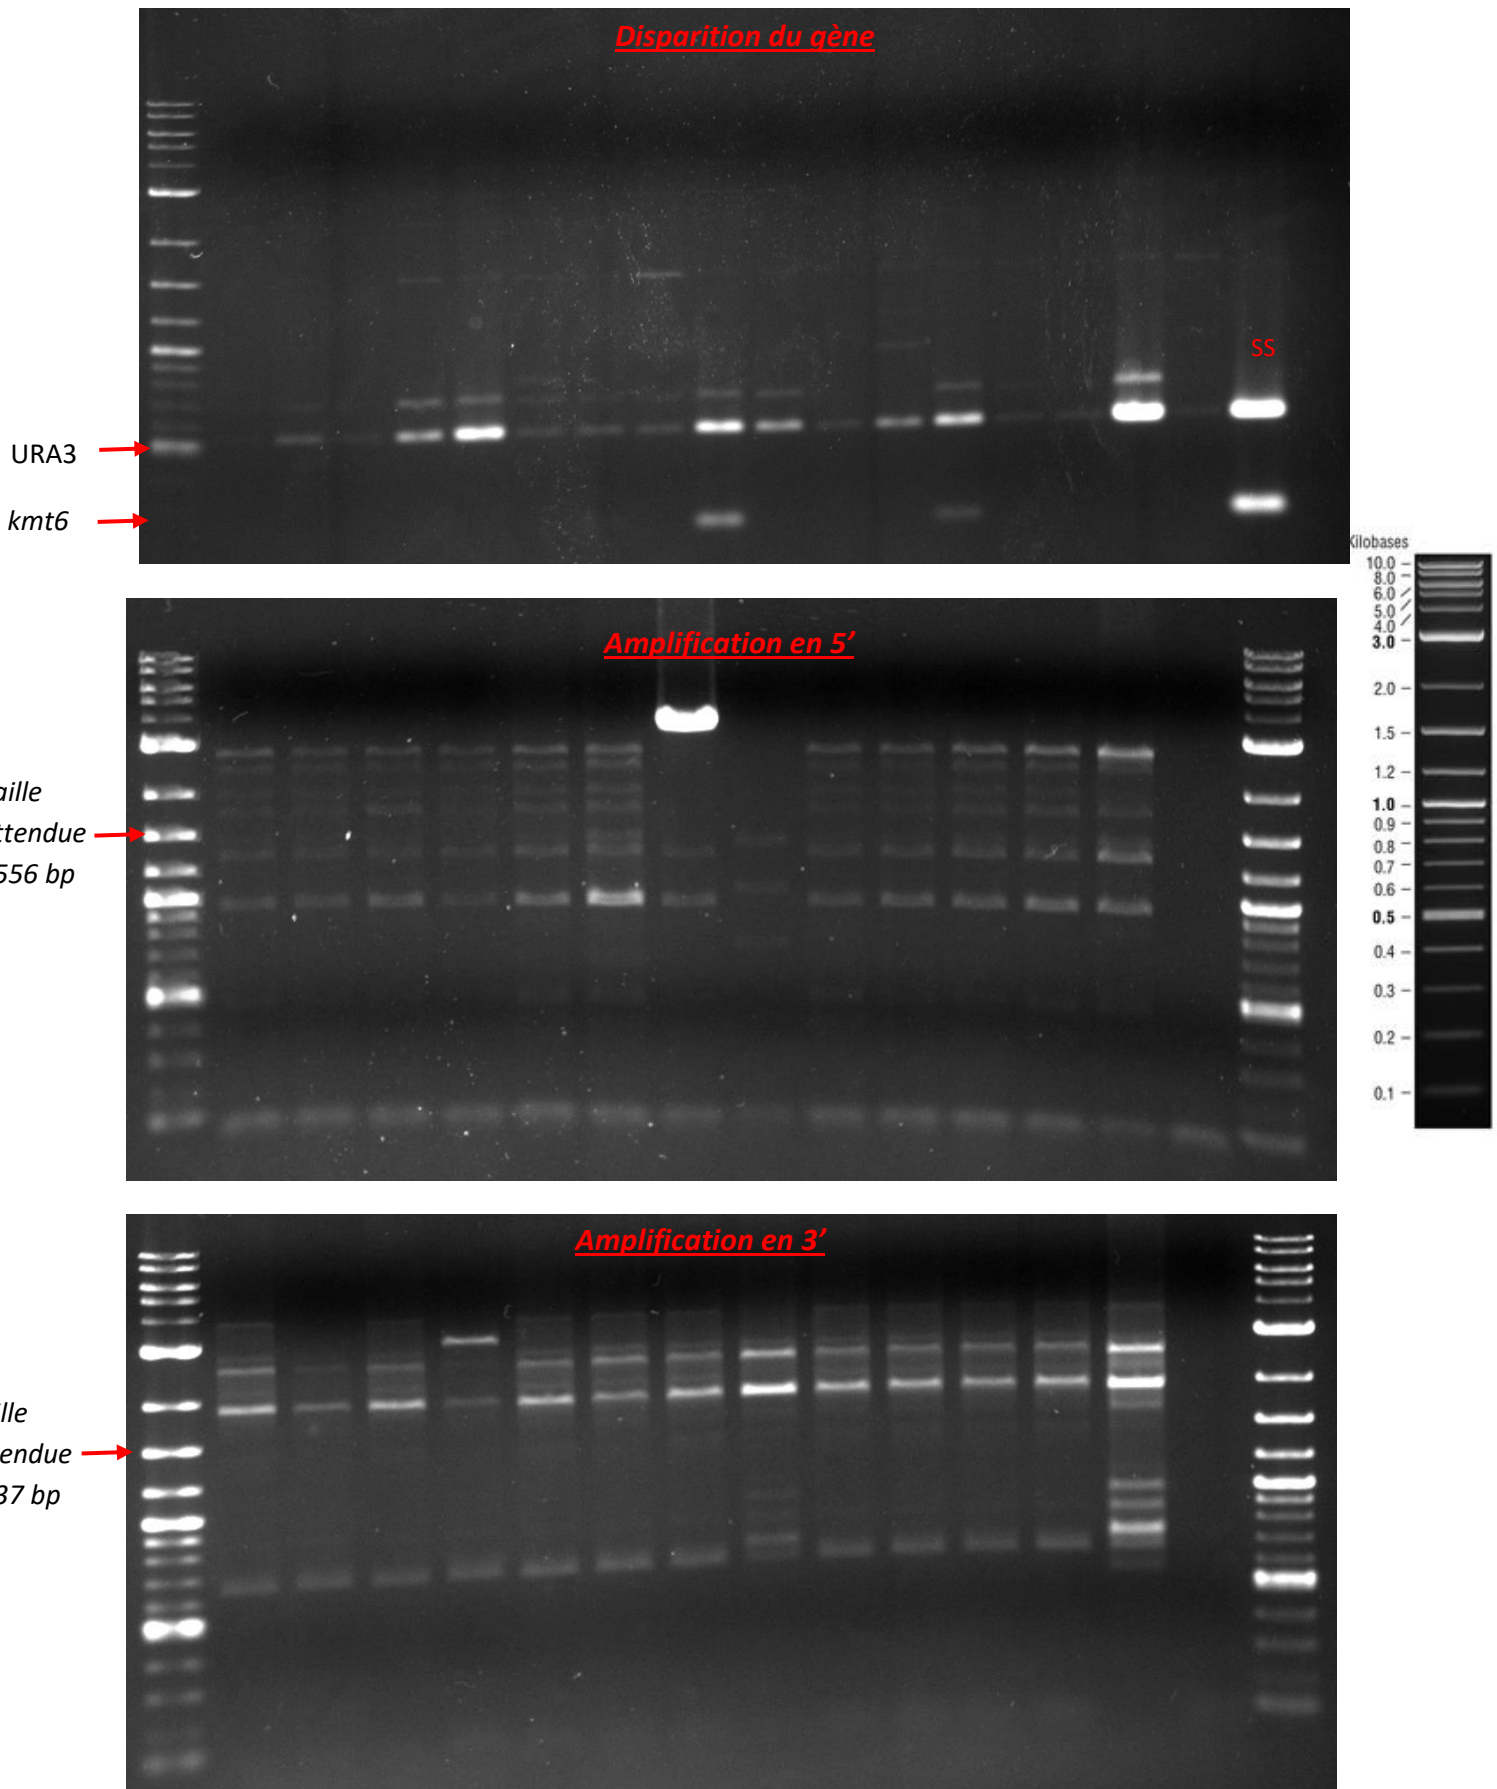 Disparition du gène
SS
URA3
kmt6
Kilobases
10.0
8.0
6.0
5.0
4.0
3.0
2.0
1.5
1.2
1.0
0.9
0.8
0.7
0.6
0.5
0.4
0.3
0.2
0.1
Amplification en 5’
aille
ttendue
556 bp
Amplification en 3’
lle
endue
37 bp